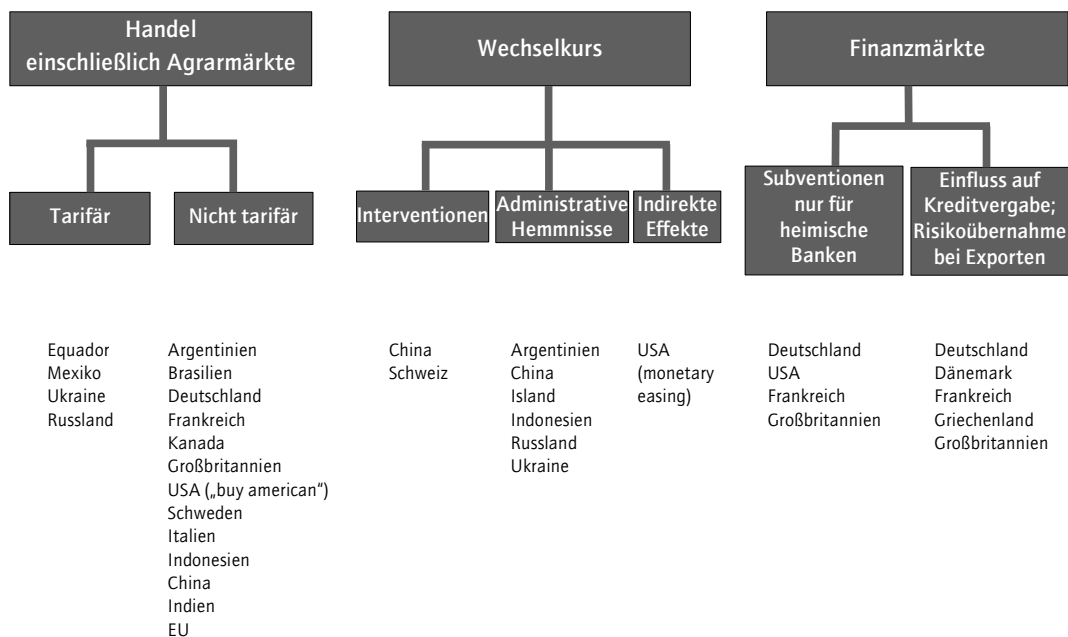 Handel
einschließlich Agrarmärkte
Tarifär
Nicht tarifär
Equador
Mexiko
Ukraine
Russland
Argentinien
Brasilien
Deutschland
Frankreich
Kanada
Großbritannien
USA („buy american“)
Schweden
Italien
Indonesien
China
Indien
EU
Wechselkurs
Interventionen
Administrative
Hemmnisse
Indirekte
Effekte
China
Schweiz
Argentinien
China
Island
Indonesien
Russland
Ukraine
USA
(monetary
easing)
Finanzmärkte
Subventionen
nur für
heimische
Banken
Einfluss auf
Kreditvergabe;
Risikoübernahme
bei Exporten
Deutschland
USA
Frankreich
Großbritannien
Deutschland
Dänemark
Frankreich
Griechenland
Großbritannien